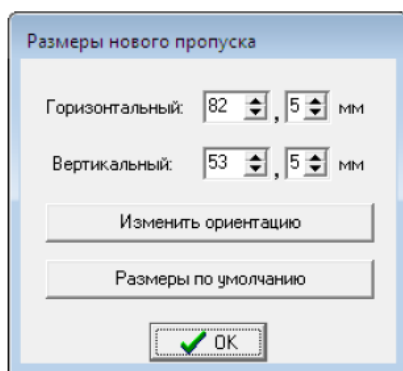 Размеры нового пропуска
Горизонтальный: 82 , 5 мм
Вертикальный: 53 , 5 мм
Изменить ориентацию
Размеры по умолчанию
OK